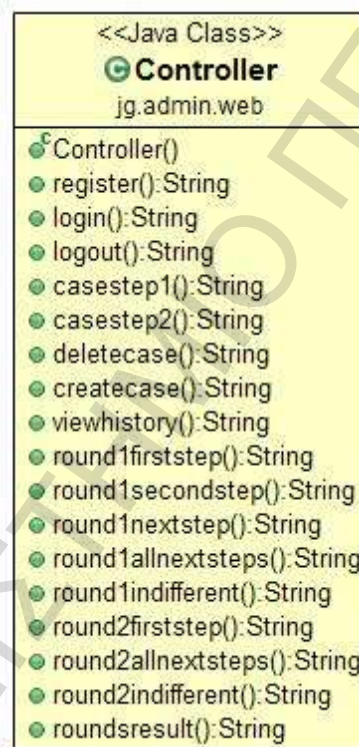 <<Java Class>>
Controller
jg.admin.web
Controller()
register():String
login():String
logout():String
casestep1():String
casestep2():String
deletecase():String
createcase():String
viewhistory():String
round1firststep():String
round1secondstep():String
round1nextstep():String
round1allnextsteps():String
round1indifferent():String
round2firststep():String
round2allnextsteps():String
round2indifferent():String
roundsresult():String